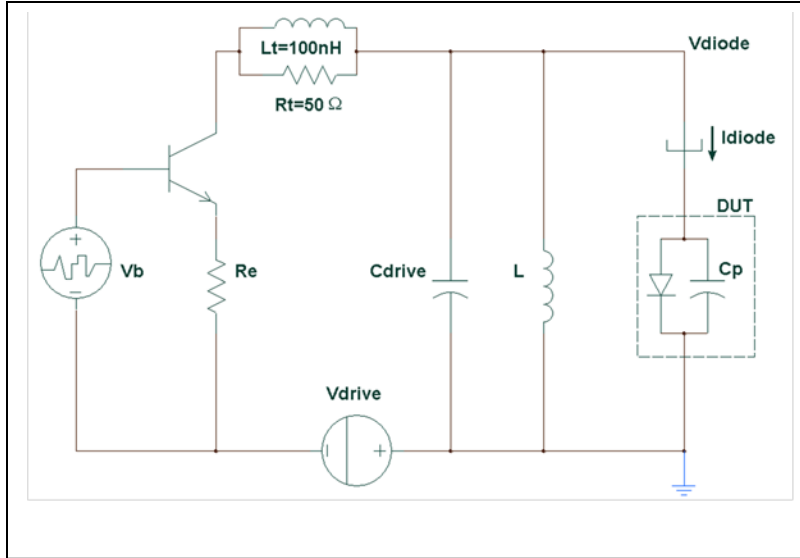 Lt=100nH
Rt=50 Ω
Vdiode
Idiode
DUT
Vb
Re
Cdrive
L
Cp
Vdrive